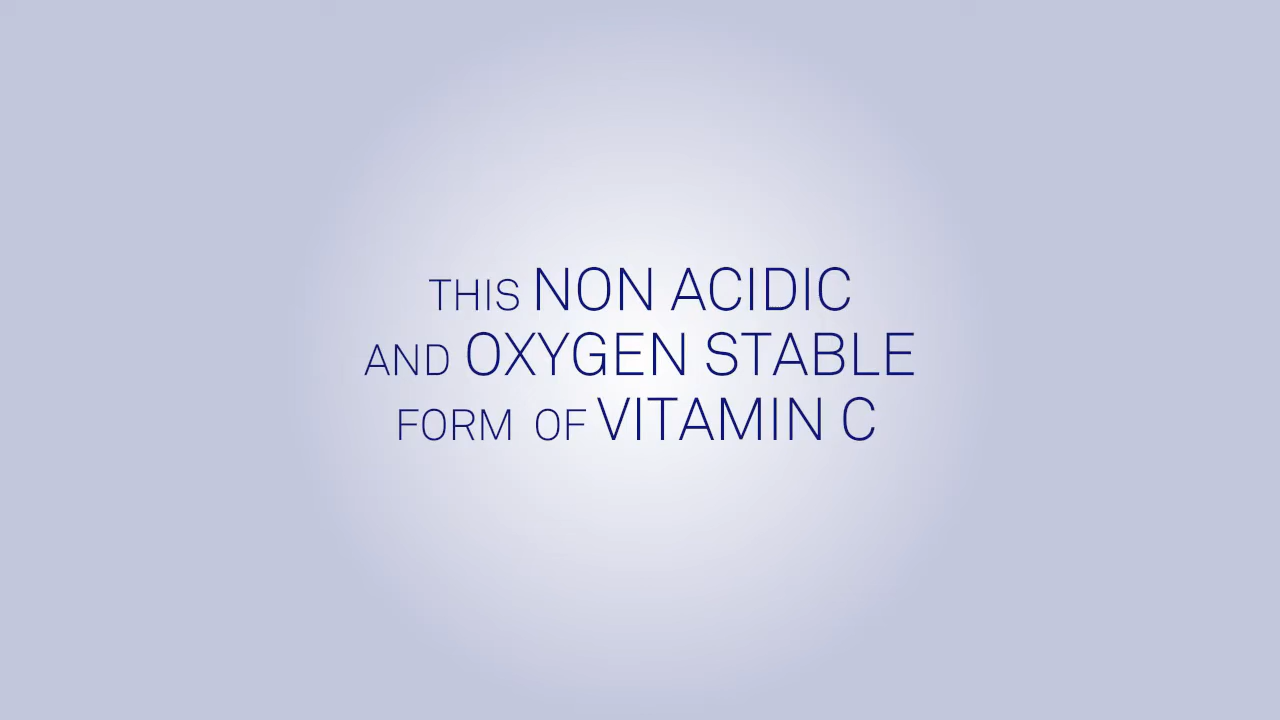 THIS NON ACIDIC
AND OXYGEN STABLE
FORM OF VITAMIN C